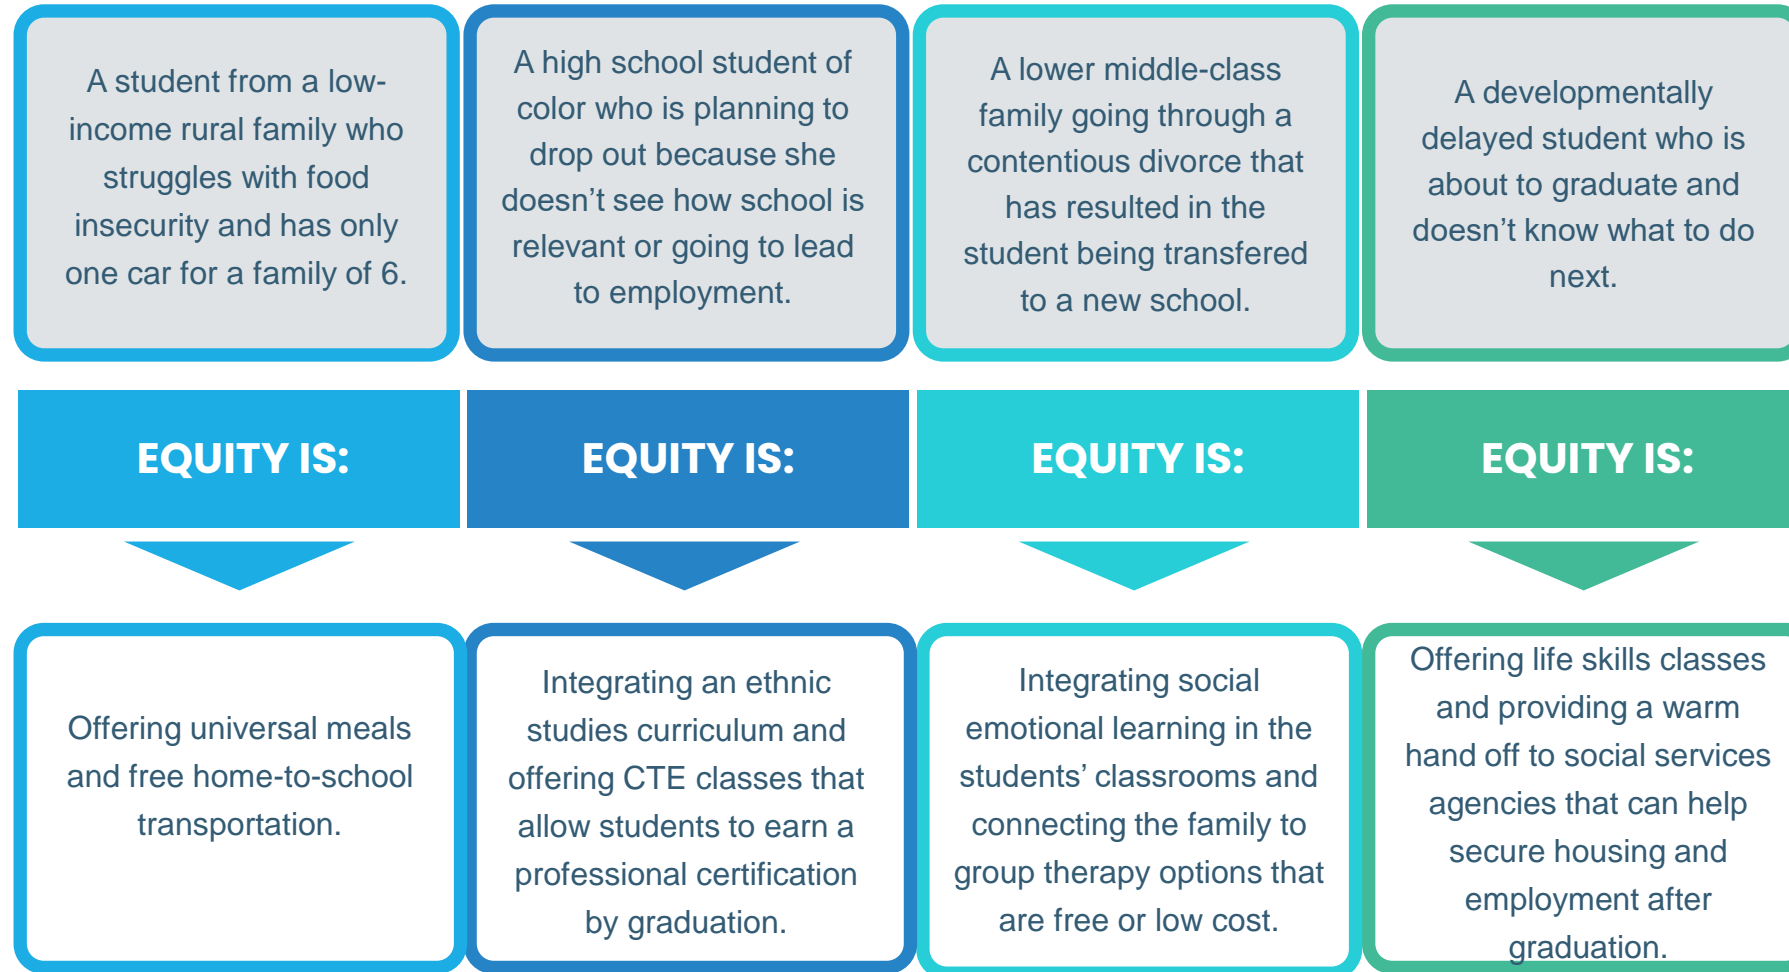 A student from a low-
income rural family who
struggles with food
insecurity and has only
one car for a family of 6.
A high school student of
color who is planning to
drop out because she
doesn’t see how school is
relevant or going to lead
to employment.
A lower middle-class
family going through a
contentious divorce that
has resulted in the
student being transfered
to a new school.
A developmentally
delayed student who is
about to graduate and
doesn’t know what to do
next.
EQUITY IS:
EQUITY IS:
EQUITY IS:
EQUITY IS:
Offering universal meals
and free home-to-school
transportation.
Integrating an ethnic
studies curriculum and
offering CTE classes that
allow students to earn a
professional certification
by graduation.
Integrating social
emotional learning in the
students’ classrooms and
connecting the family to
group therapy options that
are free or low cost.
Offering life skills classes
and providing a warm
hand off to social services
agencies that can help
secure housing and
employment after
graduation.